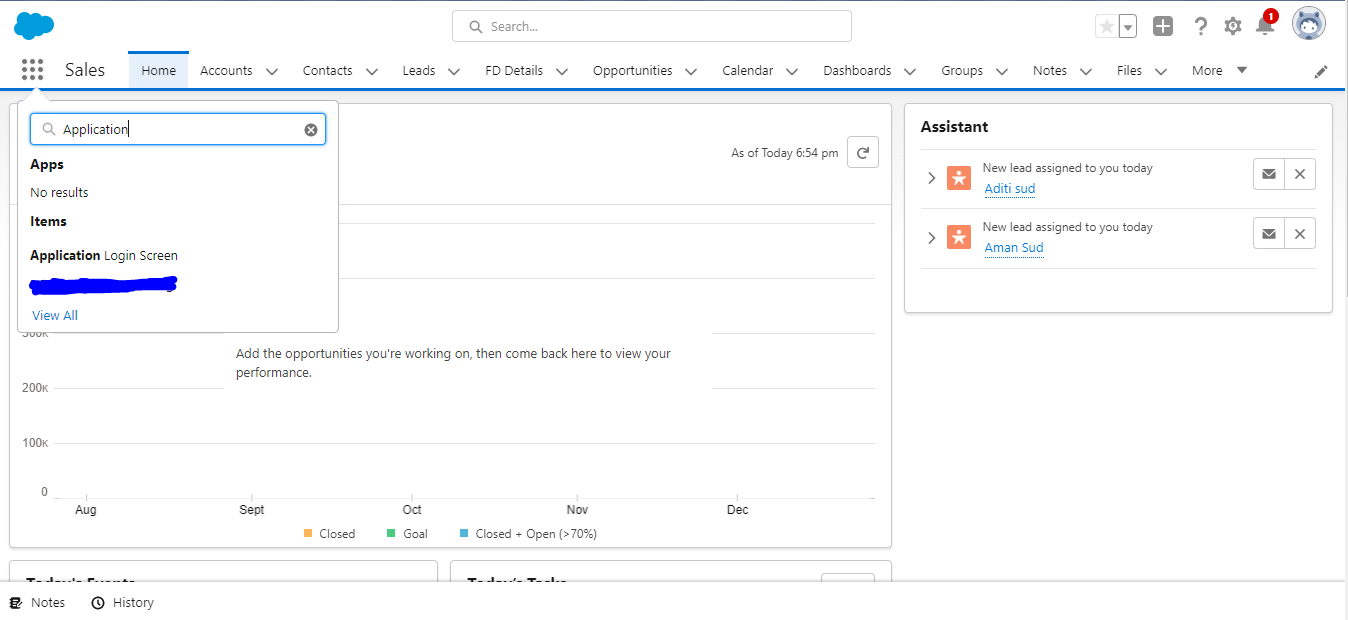 Search...
1
Sales
Home Accounts Contacts Leads FD Details Opportunities Calendar Dashboards Groups Notes Files More
Application
Apps
No results
Items
Application Login Screen
View All
As of Today 6:54 pm
Add the opportunities you're working on, then come back here to view your
performance.
200K
100K
0
Aug Sept Oct Nov Dec
Closed Goal Closed + Open (>70%)
Assistant
New lead assigned to you today
Aditi sud
New lead assigned to you today
Aman Sud
Today's Events
Today's Tasks
Notes History